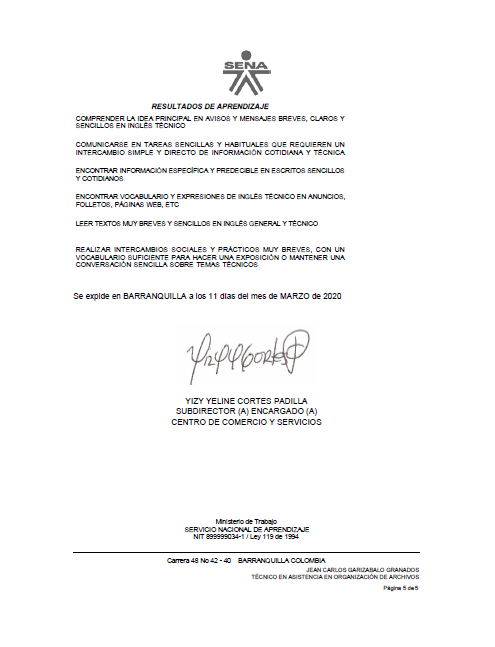 SENA
RESULTADOS DE APRENDIZAJE
COMPRENDER LA IDEA PRINCIPAL EN AVISOS Y MENSAJES BREVES, CLAROS Y
SENCILLOS EN INGLÉS TÉCNICO
COMUNICARSE EN TAREAS SENCILLAS Y HABITUALES QUE REQUIEREN UN
INTERCAMBIO SIMPLE Y DIRECTO DE INFORMACIÓN COTIDIANA Y TÉCNICA
ENCONTRAR INFORMACIÓN ESPECÍFICA Y PREDECIBLE EN ESCRITOS SENCILLOS
Y COTIDIANOS
ENCONTRAR VOCABULARIO Y EXPRESIONES DE INGLÉS TÉCNICO EN ANUNCIOS,
FOLLETOS, PÁGINAS WEB, ETC
LEER TEXTOS MUY BREVES Y SENCILLOS EN INGLÉS GENERAL Y TÉCNICO
REALIZAR INTERCAMBIOS SOCIALES Y PRÁCTICOS MUY BREVES, CON UN
VOCABULARIO SUFICIENTE PARA HACER UNA EXPOSICIÓN O MANTENER UNA
CONVERSACIÓN SENCILLA SOBRE TEMAS TÉCNICOS
Se expide en BARRANQUILLA a los 11 días del mes de MARZO de 2020
YIZY YELINE CORTES PADILLA
SUBDIRECTOR (A) ENCARGADO (A)
CENTRO DE COMERCIO Y SERVICIOS
Ministerio de Trabajo
SERVICIO NACIONAL DE APRENDIZAJE
NIT 899999034-1 / Ley 119 de 1994
Carrera 48 No 42 - 40 BARRANQUILLA COLOMBIA
JEAN CARLOS GARIZABALO GRANADOS
TÉCNICO EN ASISTENCIA EN ORGANIZACIÓN DE ARCHIVOS
Página 5 de 5